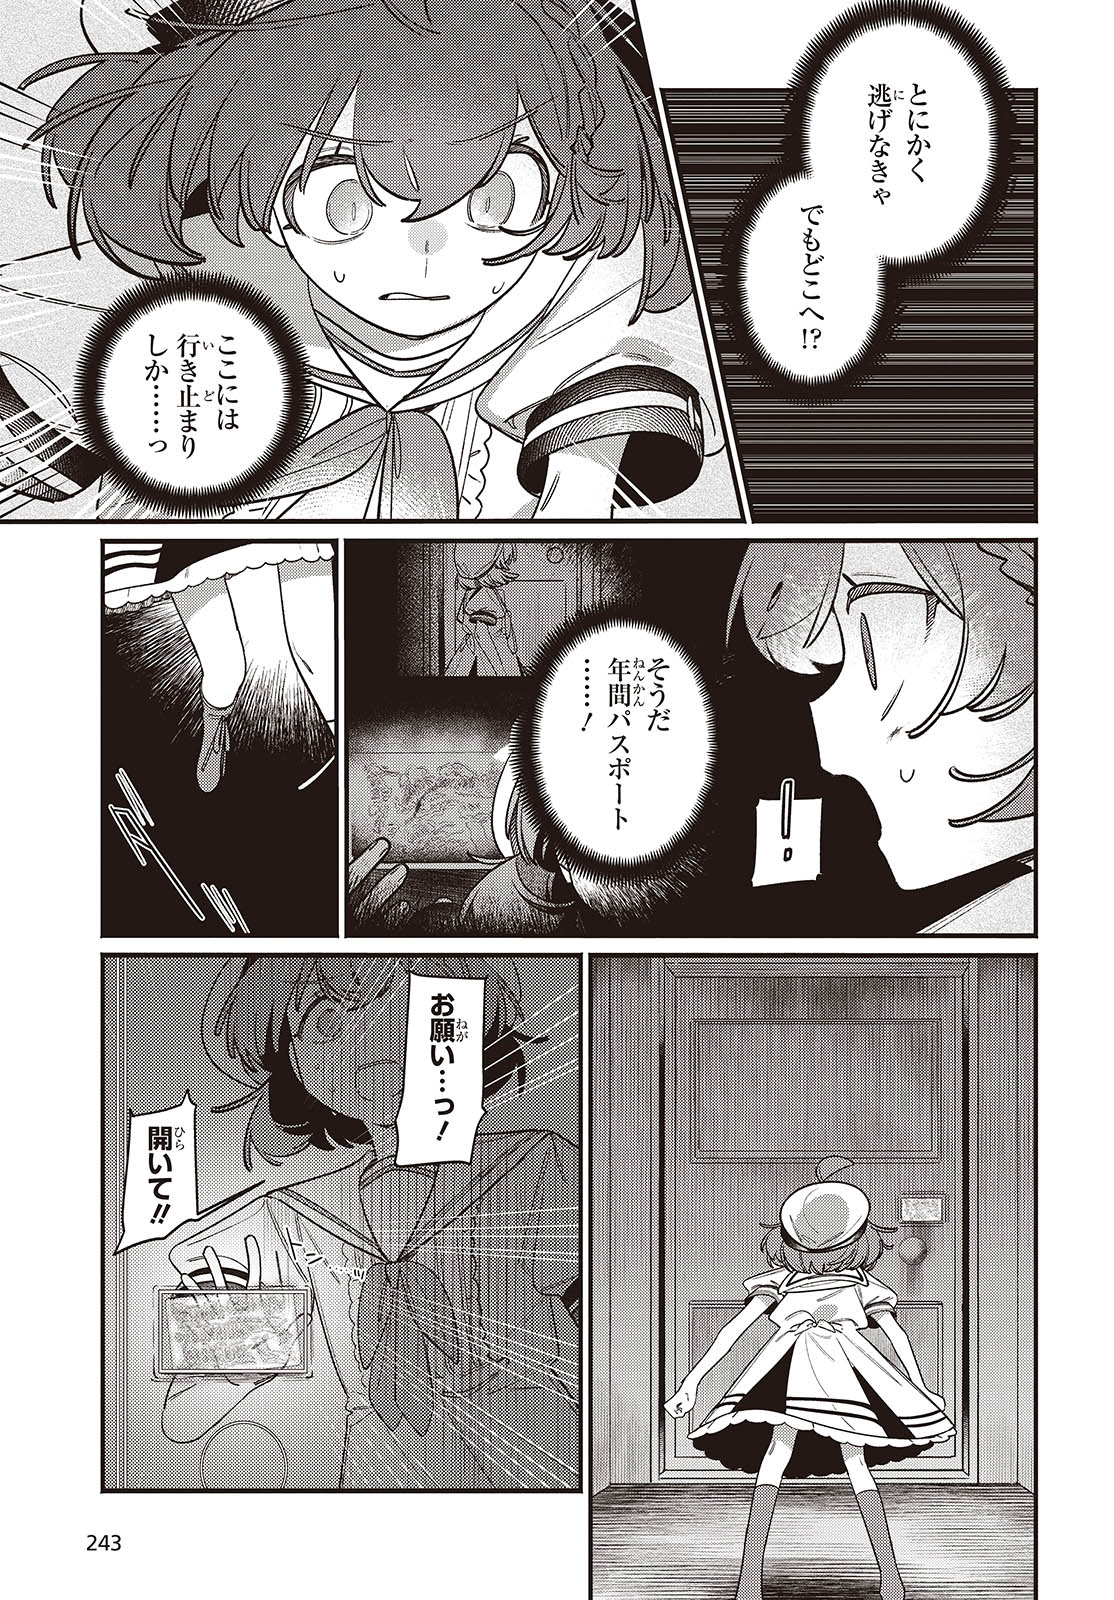 とにかく
逃げなきゃ
でもどこへ!?
ここには
行き止まり
しか………っ
そうだ
年間パスポート
……!
!。
お願い…っ!
開いて!!
243